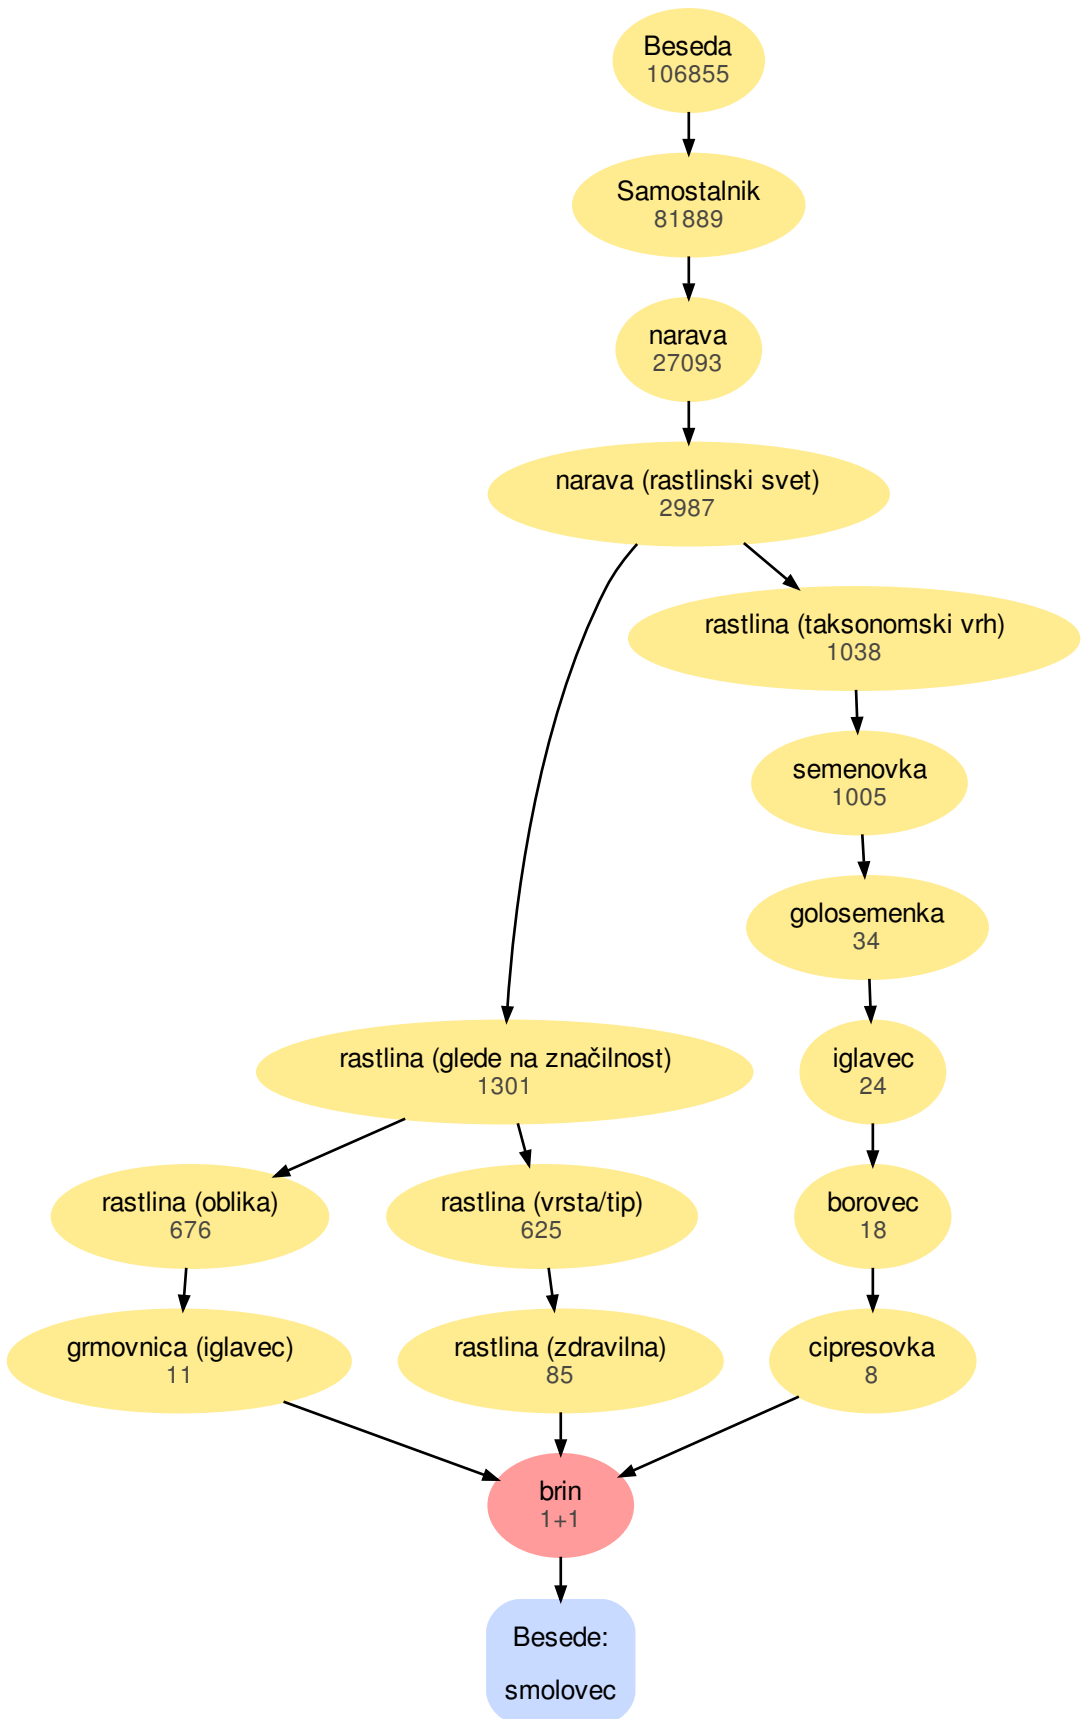 Beseda
106855
Samostalnik
81889
narava
27093
narava (rastlinski svet)
2987
rastlina (taksonomski vrh)
1038
semenovka
1005
golosemenka
34
rastlina (glede na značilnost)
1301
iglavec
24
rastlina (oblika)
676
rastlina (vrsta/tip)
625
borovec
18
grmovnica (iglavec)
11
rastlina (zdravilna)
85
cipresovka
8
brin
1+1
Besede:
smolovec